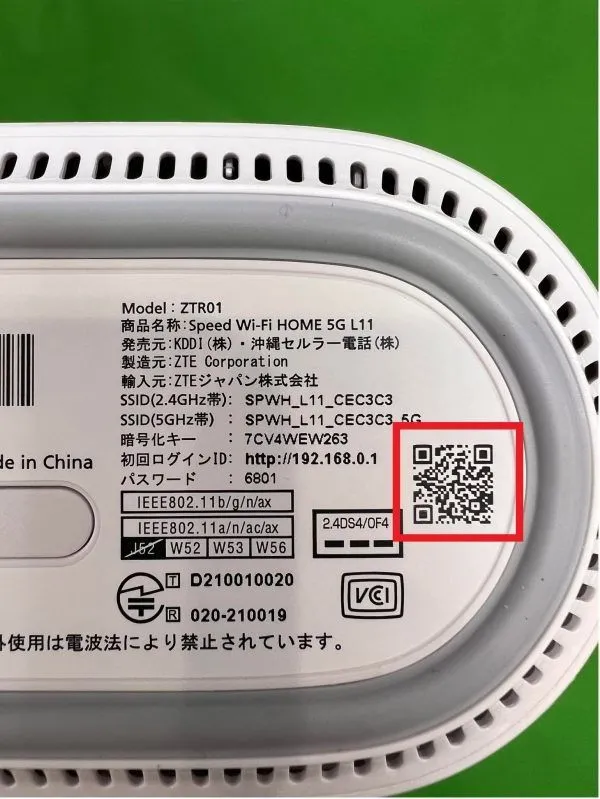 Model : ZTR01
商品名称:Speed Wi-Fi HOME 5G L11
発売元:KDDI(株)・沖縄セルラー電話(株)
製造元:ZTE Corporation
輸入元:ZTEジャパン株式会社
SSID(2.4GHz帯): SPWH_L11_CEC3C3
SSID(5GHz帯) : SPWH_L11_CEC3C3_5G
暗号化キー : 7CV4WEW263
de in China
初回ログインID: http://192.168.0.1
パスワード : 6801
IEEE802.11b/g/n/ax
IEEE802.11a/n/ac/ax
2.4DS4/OF4
J52 W52 W53 W56
T D210010020
R 020-210019
VCI
外使用は電波法により禁止されています。